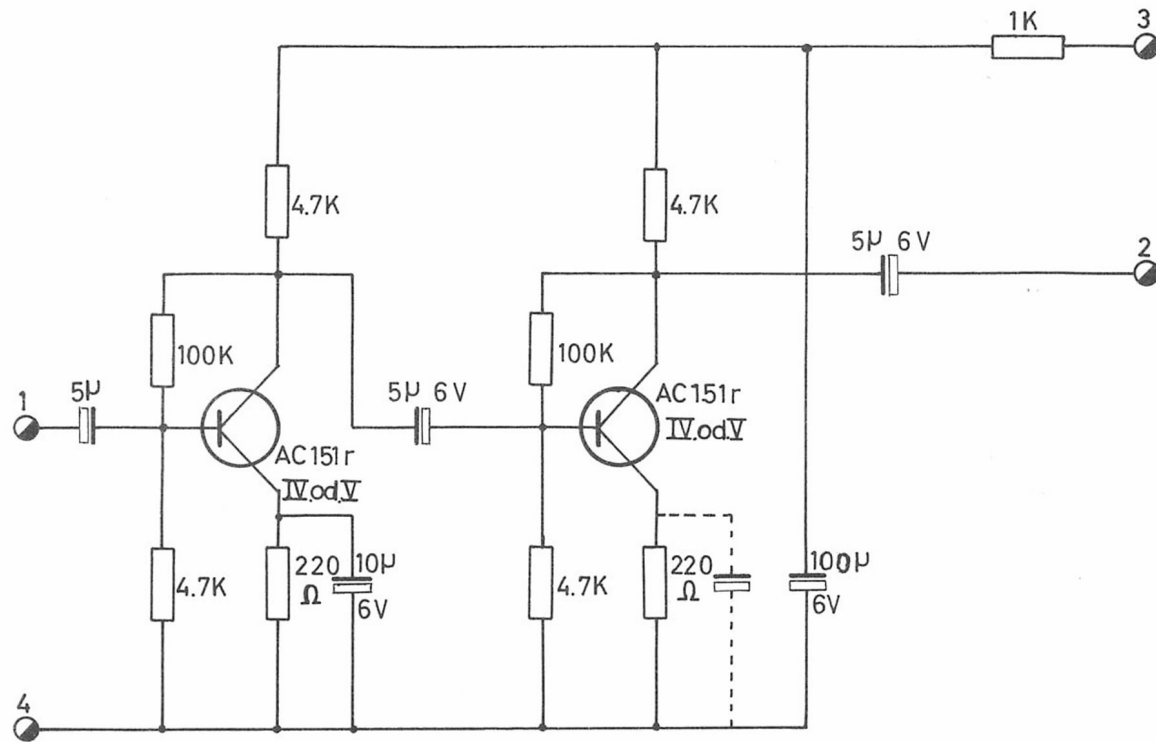 1K
3
4.7K
4.7K
5µ 6V
2
100K
100K
1
5µ
5µ 6V
AC151r
IV.od.V
AC151r
IV.od.V
4.7K
220
Ω
10µ
6V
4.7K
220
Ω
100µ
6V
4